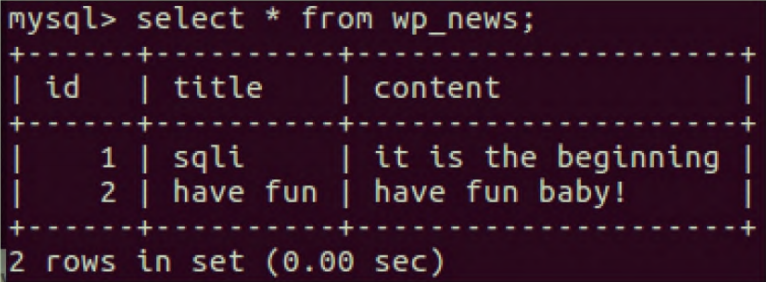 mysql> select * from wp_news;
+------+----------+---------------------+
| id   | title    | content             |
+------+----------+---------------------+
|    1 | sqli     | it is the beginning |
|    2 | have fun | have fun baby!      |
+------+----------+---------------------+
2 rows in set (0.00 sec)